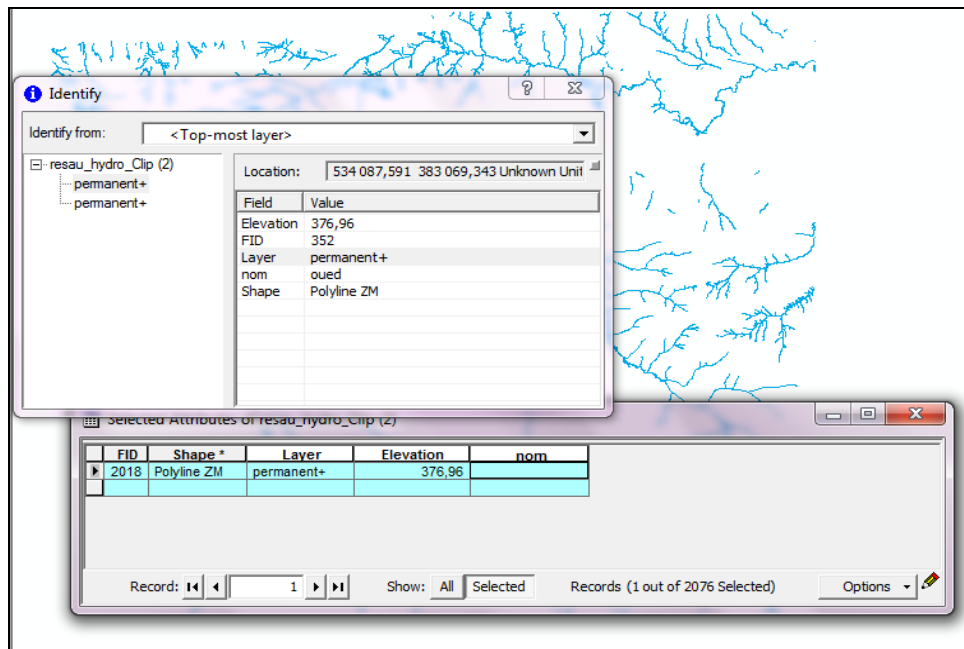 Identify
Identify from: <Top-most layer>
resau_hydro_Clip (2)
permanent+
permanent+
Location: 534 087,591 383 069,343 Unknown Unit
Field Value
Elevation 376,96
FID 352
Layer permanent+
nom oued
Shape Polyline ZM
Selected Attributes of resau_hydro_Clip (2)
FID Shape * Layer Elevation nom
2018 Polyline ZM permanent+ 376,96
Record: 1 Show: All Selected Records (1 out of 2076 Selected) Options